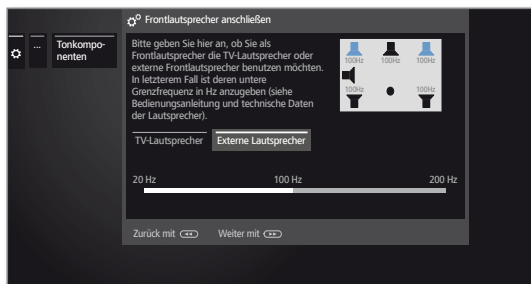 Frontlautsprecher anschließen
...
Tonkompo-
nenten
Bitte geben Sie hier an, ob Sie als
Frontlautsprecher die TV-Lautsprecher oder
externe Frontlautsprecher benutzen möchten.
In letzterem Fall ist deren untere
Grenzfrequenz in Hz anzugeben (siehe
Bedienungsanleitung und technische Daten
der Lautsprecher).
100Hz 100Hz 100Hz
100Hz 100Hz
TV-Lautsprecher Externe Lautsprecher
20 Hz 100 Hz 200 Hz
Zurück mit Weiter mit